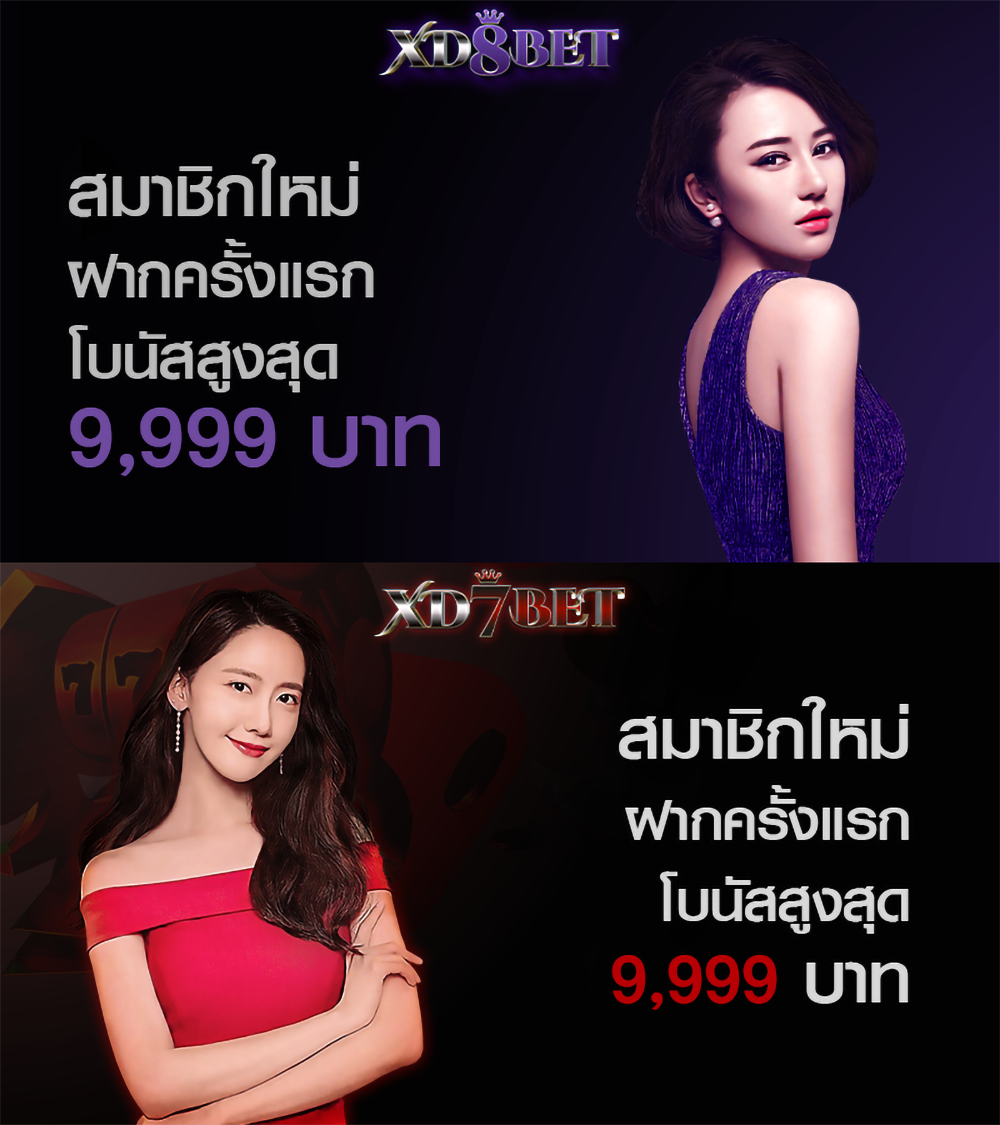 XD8BET
สมาชิกใหม่
ฝากครั้งแรก
โบนัสสูงสุด
9,999 บาท
XD7BET
77
สมาชิกใหม่
ฝากครั้งแรก
โบนัสสูงสุด
9,999 บาท